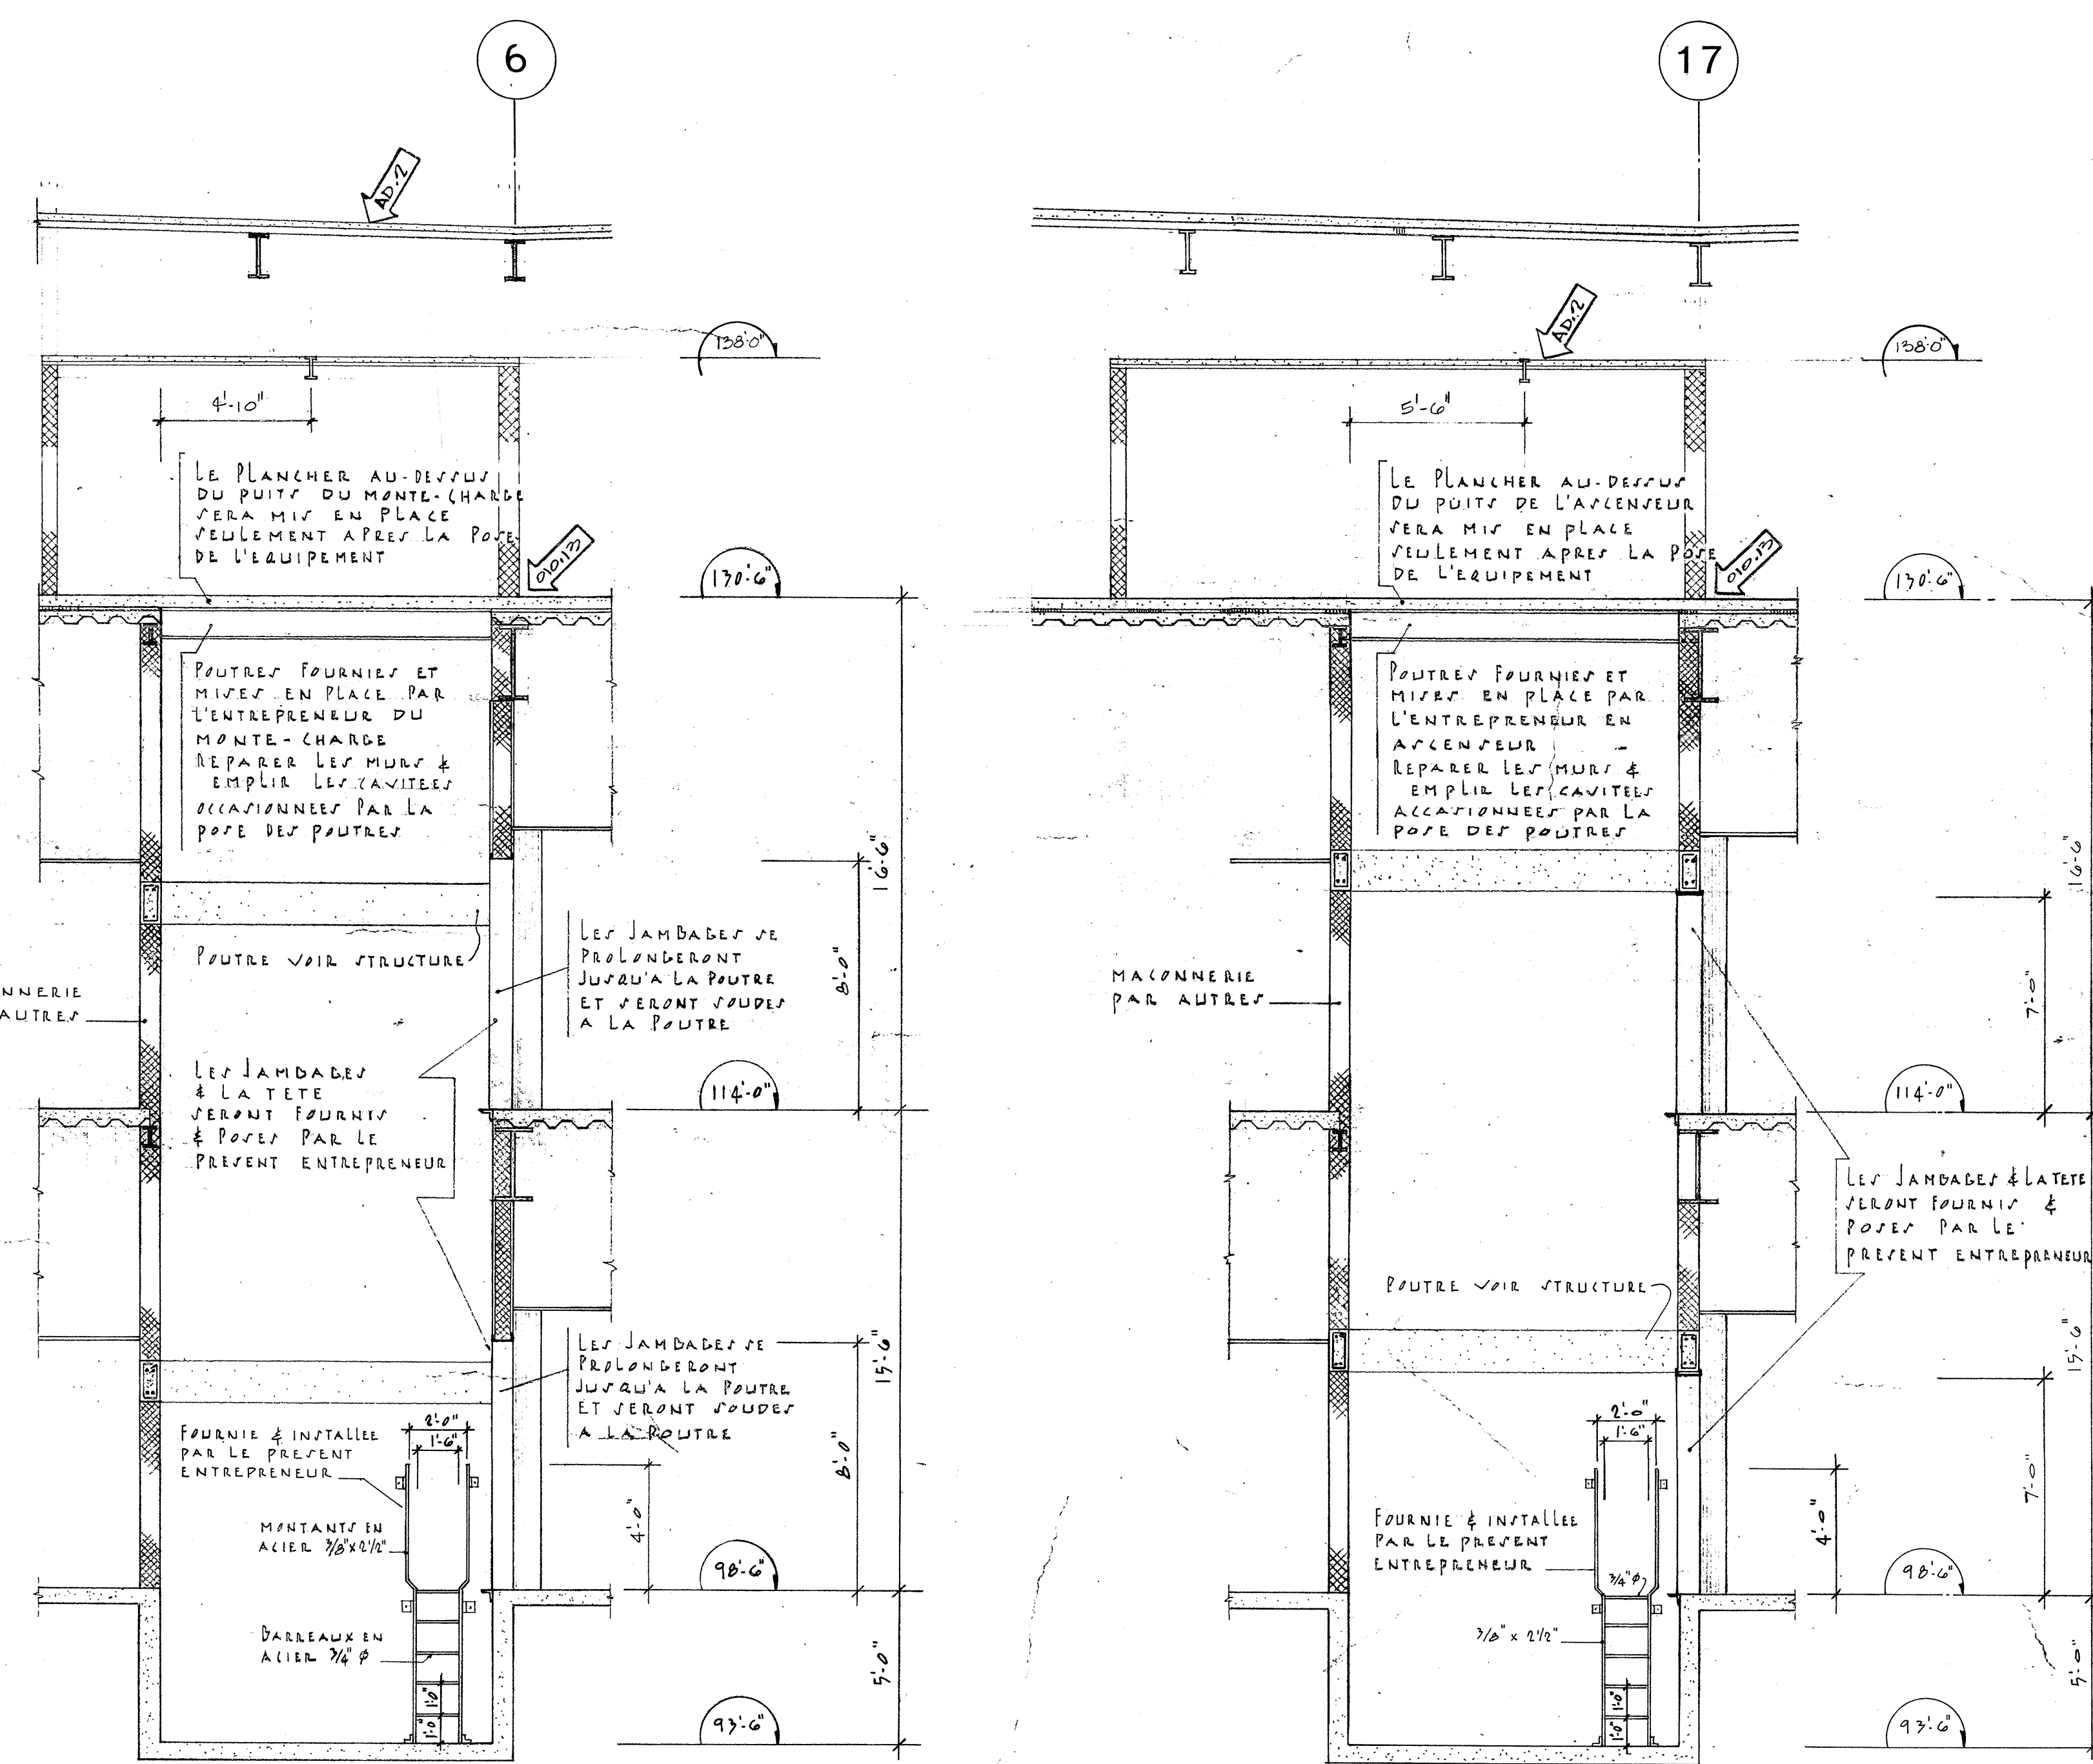 6
AD.2
138'-0"
4'-10"
LE PLANCHER AU-DESSUS
DU PUITS DU MONTE-CHARGE
SERA MIS EN PLACE
SEULEMENT APRES LA POSE
DE L'EQUIPEMENT
010.13
130'-6"
POUTRES FOURNIES ET
MISES EN PLACE PAR
L'ENTREPRENEUR DU
MONTE-CHARGE
REPARER LES MURS &
EMPLIR LES CAVITEES
OCCASIONNEES PAR LA
POSE DES POUTRES
16'-6"
POUTRE VOIR STRUCTURE
LES JAMBAGES SE
PROLONGERONT
JUSQU'A LA POUTRE
ET SERONT SOUDES
A LA POUTRE
8'-0"
NNERIE
AUTRES
LES JAMBAGES
& LA TETE
SERONT FOURNIS
& POSES PAR LE
PRESENT ENTREPRENEUR
114'-0"
LES JAMBAGES SE
PROLONGERONT
JUSQU'A LA POUTRE
ET SERONT SOUDES
A LA POUTRE
15'-6"
8'-0"
FOURNIE & INSTALLEE
PAR LE PRESENT
ENTREPRENEUR
2'-0"
1'-6"
4'-0"
MONTANTS EN
ACIER 3/8"x2 1/2"
98'-6"
BARREAUX EN
ACIER 3/4" φ
1'-0"
1'-0"
5'-0"
93'-6"
17
AD.2
138'-0"
5'-6"
LE PLANCHER AU-DESSUS
DU PUITS DE L'ASCENSEUR
SERA MIS EN PLACE
SEULEMENT APRES LA POSE
DE L'EQUIPEMENT
010.13
130'-6"
POUTRES FOURNIES ET
MISES EN PLACE PAR
L'ENTREPRENEUR EN
ASCENSEUR
REPARER LES MURS &
EMPLIR LES CAVITEES
ACCASIONNEES PAR LA
POSE DES POUTRES
16'-6"
MACONNERIE
PAR AUTRES
7'-0"
114'-0"
LES JAMBAGES & LA TETE
SERONT FOURNIS &
POSES PAR LE
PRESENT ENTREPRENEUR
POUTRE VOIR STRUCTURE
15'-6"
2'-0"
1'-6"
7'-0"
4'-0"
FOURNIE & INSTALLEE
PAR LE PRESENT
ENTREPRENEUR
3/4" φ
98'-6"
3/8" x 2 1/2"
1'-0"
1'-0"
5'-0"
93'-6"